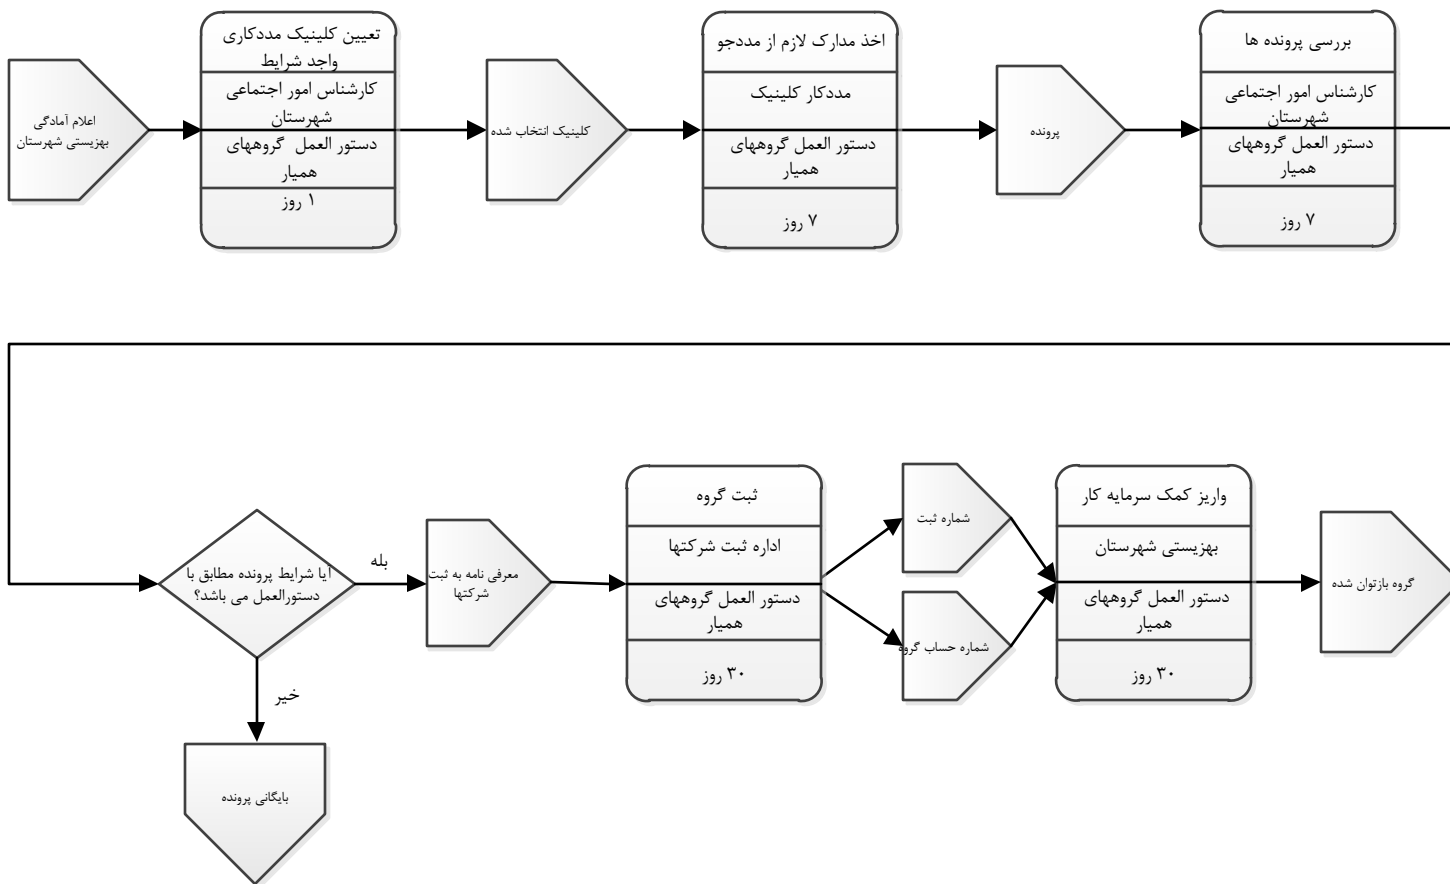 اعلام آمادگی
بهزیستی شهرستان
تعیین کلینیک مددکاری
واجد شرایط
کارشناس امور اجتماعی
شهرستان
دستور العمل گروههای
همیار
۱ روز
کلینیک انتخاب شده
اخذ مدارک لازم از مددجو
مددکار کلینیک
دستور العمل گروههای
همیار
۷ روز
پرونده
بررسی پرونده ها
کارشناس امور اجتماعی
شهرستان
دستور العمل گروههای
همیار
۷ روز
آیا شرایط پرونده مطابق با
دستورالعمل می باشد؟
بله
خیر
بایگانی پرونده
معرفی نامه به ثبت
شرکتها
ثبت گروه
اداره ثبت شرکتها
دستور العمل گروههای
همیار
۳۰ روز
شماره ثبت
شماره حساب گروه
واریز کمک سرمایه کار
بهزیستی شهرستان
دستور العمل گروههای
همیار
۳۰ روز
گروه بازتوان شده